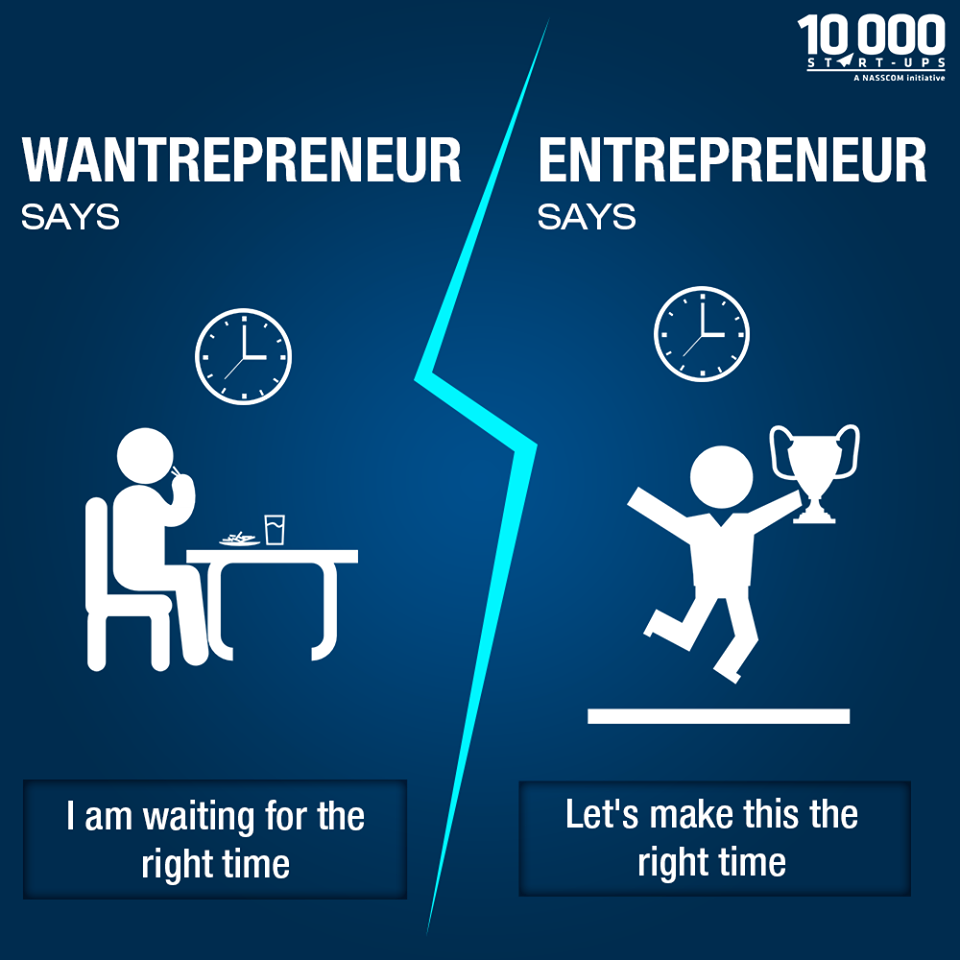 10 000
START-UPS
A NASSCOM initiative
WANTREPRENEUR
SAYS
ENTREPRENEUR
SAYS
I am waiting for the
right time
Let's make this the
right time